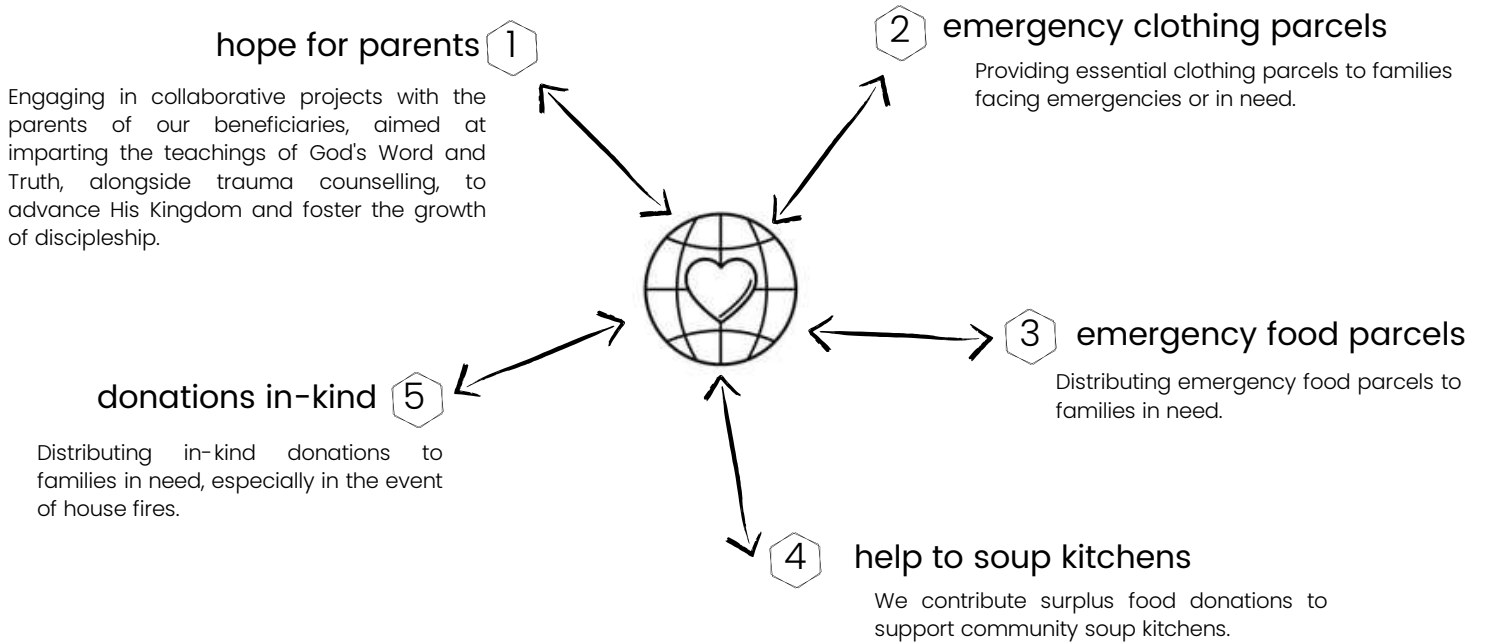 hope for parents 1
Engaging in collaborative projects with the
parents of our beneficiaries, aimed at
imparting the teachings of God's Word and
Truth, alongside trauma counselling, to
advance His Kingdom and foster the growth
of discipleship.
2 emergency clothing parcels
Providing essential clothing parcels to families
facing emergencies or in need.
3 emergency food parcels
Distributing emergency food parcels to
families in need.
4 help to soup kitchens
We contribute surplus food donations to
support community soup kitchens.
donations in-kind 5
Distributing in-kind donations to
families in need, especially in the event
of house fires.